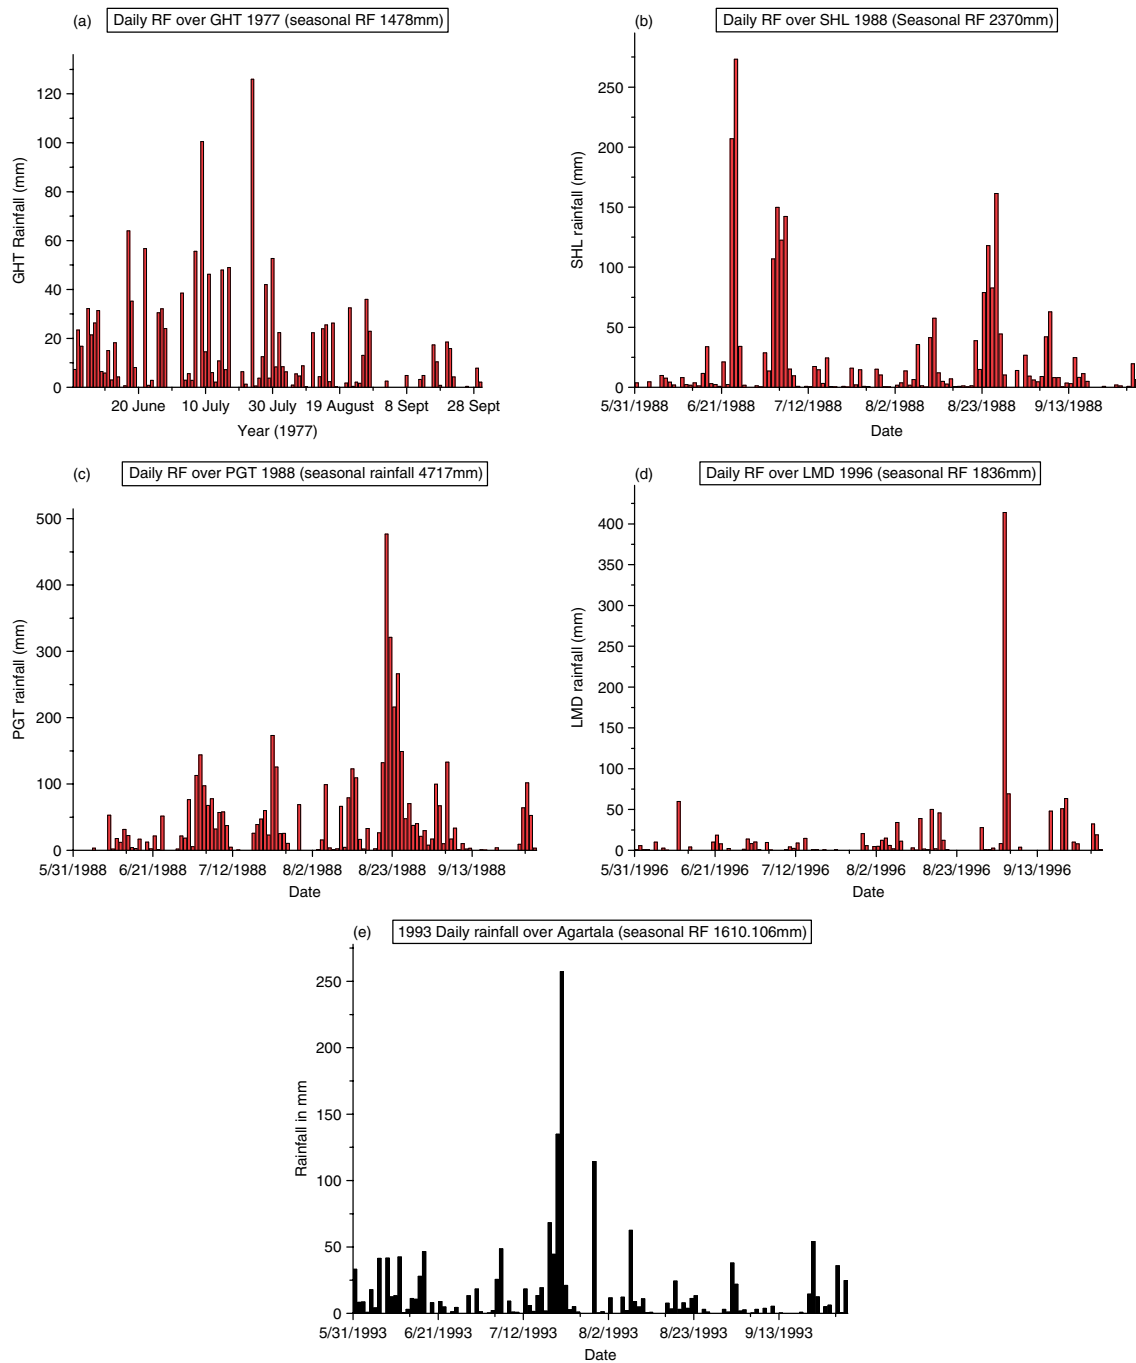 (a) Daily RF over GHT 1977 (seasonal RF 1478mm)
GHT Rainfall (mm)
120
100
80
60
40
20
0
20 June 10 July 30 July 19 August 8 Sept 28 Sept
Year (1977)
(b) Daily RF over SHL 1988 (Seasonal RF 2370mm)
SHL rainfall (mm)
250
200
150
100
50
0
5/31/1988 6/21/1988 7/12/1988 8/2/1988 8/23/1988 9/13/1988
Date
(c) Daily RF over PGT 1988 (seasonal rainfall 4717mm)
PGT rainfall (mm)
500
400
300
200
100
0
5/31/1988 6/21/1988 7/12/1988 8/2/1988 8/23/1988 9/13/1988
Date
(d) Daily RF over LMD 1996 (seasonal RF 1836mm)
LMD rainfall (mm)
400
350
300
250
200
150
100
50
0
5/31/1996 6/21/1996 7/12/1996 8/2/1996 8/23/1996 9/13/1996
Date
(e) 1993 Daily rainfall over Agartala (seasonal RF 1610.106mm)
Rainfall in mm
250
200
150
100
50
0
5/31/1993 6/21/1993 7/12/1993 8/2/1993 8/23/1993 9/13/1993
Date